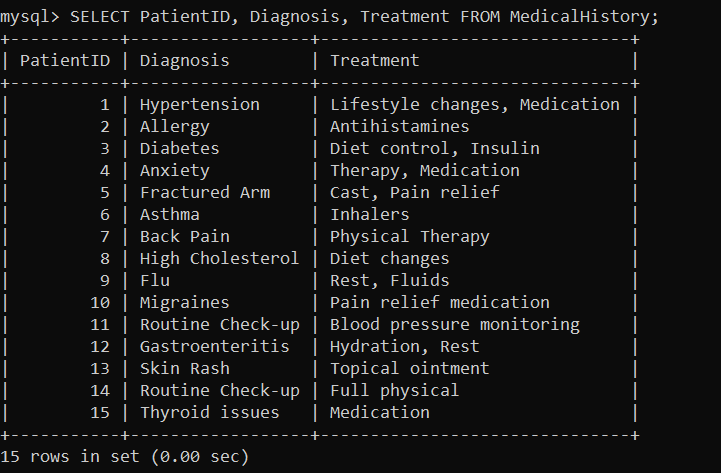 mysql> SELECT PatientID, Diagnosis, Treatment FROM MedicalHistory;
+-----------+------------------+-------------------------------+
| PatientID | Diagnosis        | Treatment                     |
+-----------+------------------+-------------------------------+
|         1 | Hypertension     | Lifestyle changes, Medication |
|         2 | Allergy          | Antihistamines                |
|         3 | Diabetes         | Diet control, Insulin         |
|         4 | Anxiety          | Therapy, Medication           |
|         5 | Fractured Arm    | Cast, Pain relief             |
|         6 | Asthma           | Inhalers                      |
|         7 | Back Pain        | Physical Therapy              |
|         8 | High Cholesterol | Diet changes                  |
|         9 | Flu              | Rest, Fluids                  |
|        10 | Migraines        | Pain relief medication        |
|        11 | Routine Check-up | Blood pressure monitoring     |
|        12 | Gastroenteritis  | Hydration, Rest               |
|        13 | Skin Rash        | Topical ointment              |
|        14 | Routine Check-up | Full physical                 |
|        15 | Thyroid issues   | Medication                    |
+-----------+------------------+-------------------------------+
15 rows in set (0.00 sec)